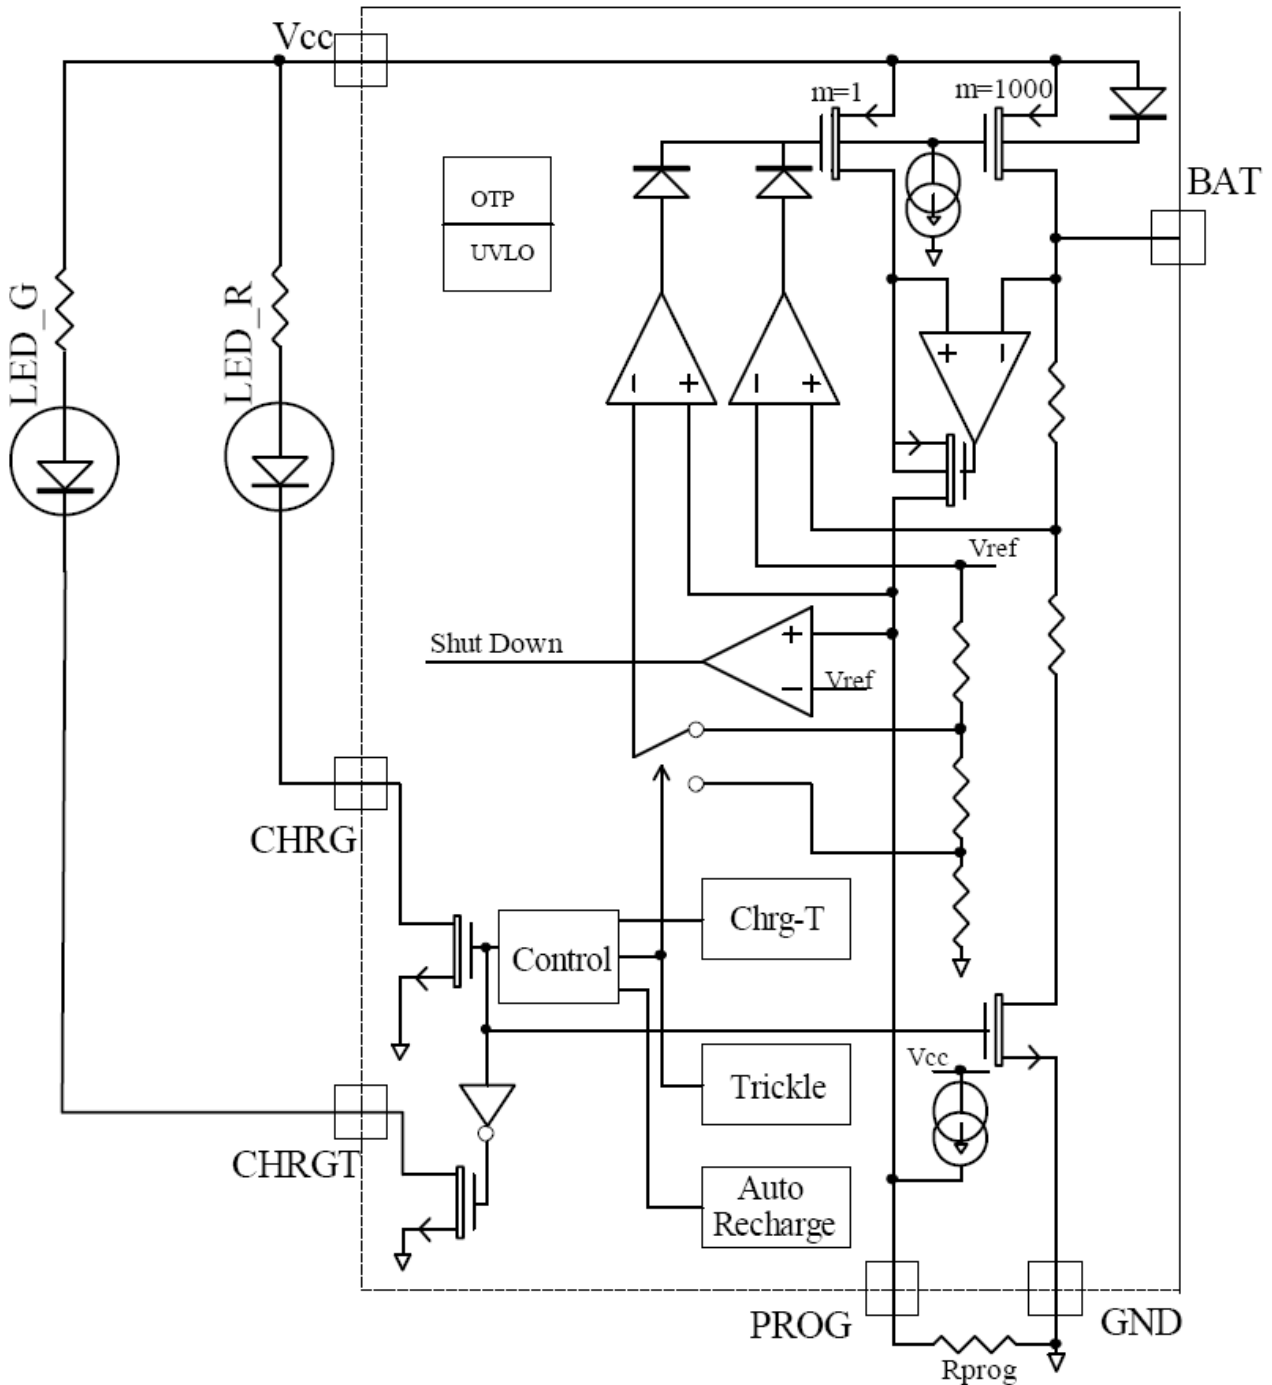 Vcc
m=1
m=1000
BAT
OTP
UVLO
LED_G
LED_R
+
−
−
+
−
+
Vref
+
Shut Down
−
Vref
CHRG
Chrg-T
Control
Vcc
Trickle
CHRGT
Auto
Recharge
PROG
GND
Rprog